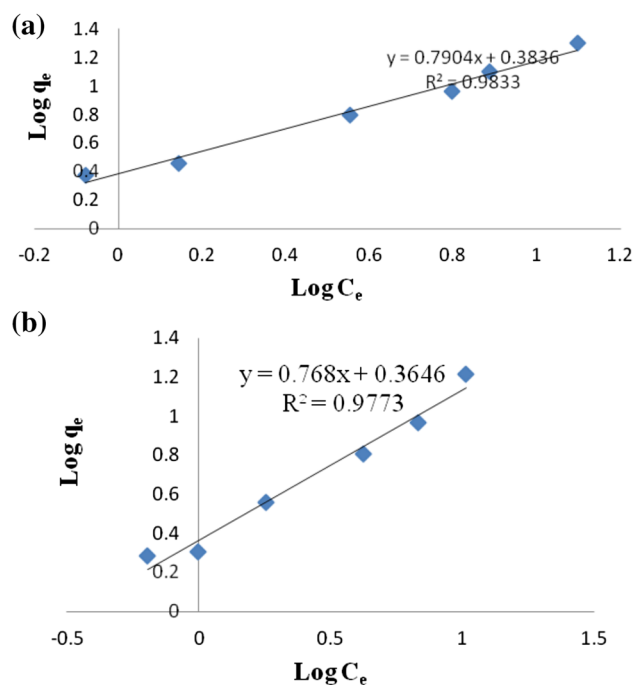 (a)
Log qe
1.4
1.2
1
0.8
0.6
0.4
0.2
0
y = 0.7904x + 0.3836
R² = 0.9833
-0.2 0 0.2 0.4 0.6 0.8 1 1.2
Log Ce
(b)
Log qe
1.4
1.2
1
0.8
0.6
0.4
0.2
0
y = 0.768x + 0.3646
R² = 0.9773
-0.5 0 0.5 1 1.5
Log Ce